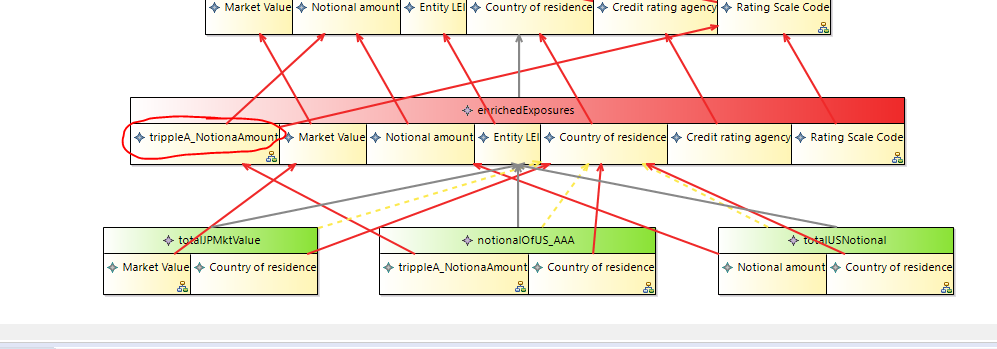 Market Value Notional amount Entity LEI Country of residence Credit rating agency Rating Scale Code
enrichedExposures
trippleA_NotionaAmount Market Value Notional amount Entity LEI Country of residence Credit rating agency Rating Scale Code
totalJPMktValue notionalOfUS_AAA totalUSNotional
Market Value Country of residence trippleA_NotionaAmount Country of residence Notional amount Country of residence